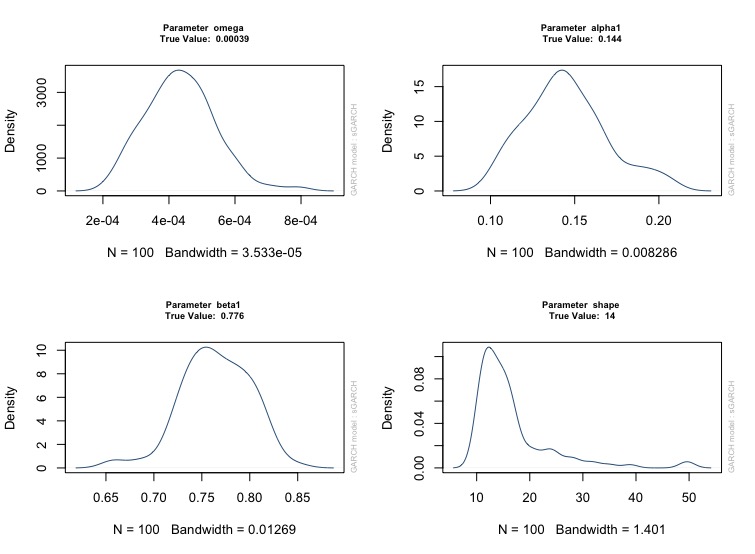 Parameter omega
True Value: 0.00039
Density
0
1000
3000
2e-04 4e-04 6e-04 8e-04
N = 100 Bandwidth = 3.533e-05
GARCH model : sGARCH
Parameter alpha1
True Value: 0.144
Density
0
5
10
15
0.10 0.15 0.20
N = 100 Bandwidth = 0.008286
GARCH model : sGARCH
Parameter beta1
True Value: 0.776
Density
0
2
4
6
8
10
0.65 0.70 0.75 0.80 0.85
N = 100 Bandwidth = 0.01269
GARCH model : sGARCH
Parameter shape
True Value: 14
Density
0.00
0.04
0.08
10 20 30 40 50
N = 100 Bandwidth = 1.401
GARCH model : sGARCH